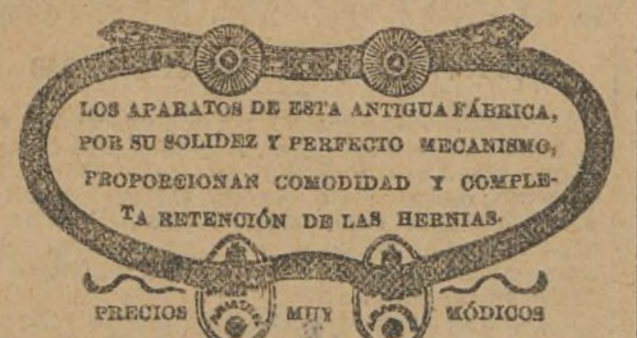 LOS APARATOS DE ESTA ANTIGUA FÁBRICA,
POR SU SOLIDEZ Y PERFECTO MECANISMO,
PROPORCIONAN COMODIDAD Y COMPLE-
TA RETENCIÓN DE LAS HERNIAS.
PRECIOS MUY MÓDICOS